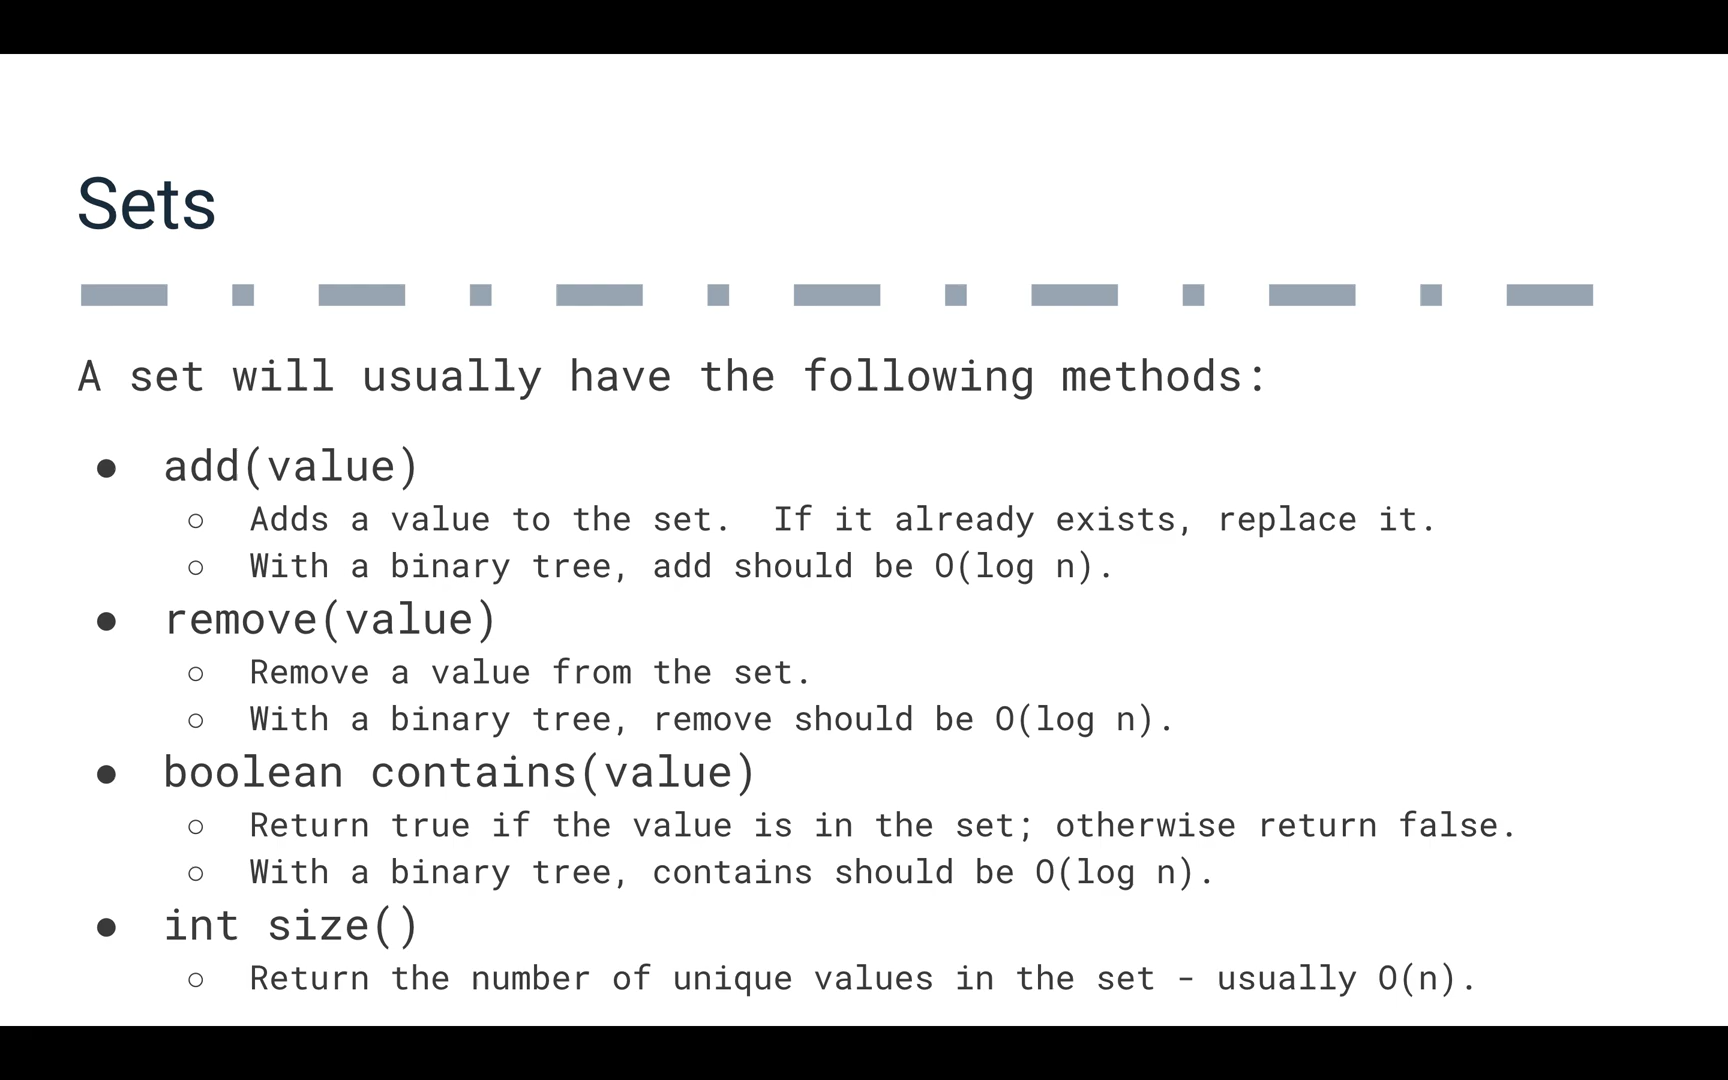 Sets
A set will usually have the following methods:
● add(value)
○ Adds a value to the set.  If it already exists, replace it.
○ With a binary tree, add should be O(log n).
● remove(value)
○ Remove a value from the set.
○ With a binary tree, remove should be O(log n).
● boolean contains(value)
○ Return true if the value is in the set; otherwise return false.
○ With a binary tree, contains should be O(log n).
● int size()
○ Return the number of unique values in the set - usually O(n).